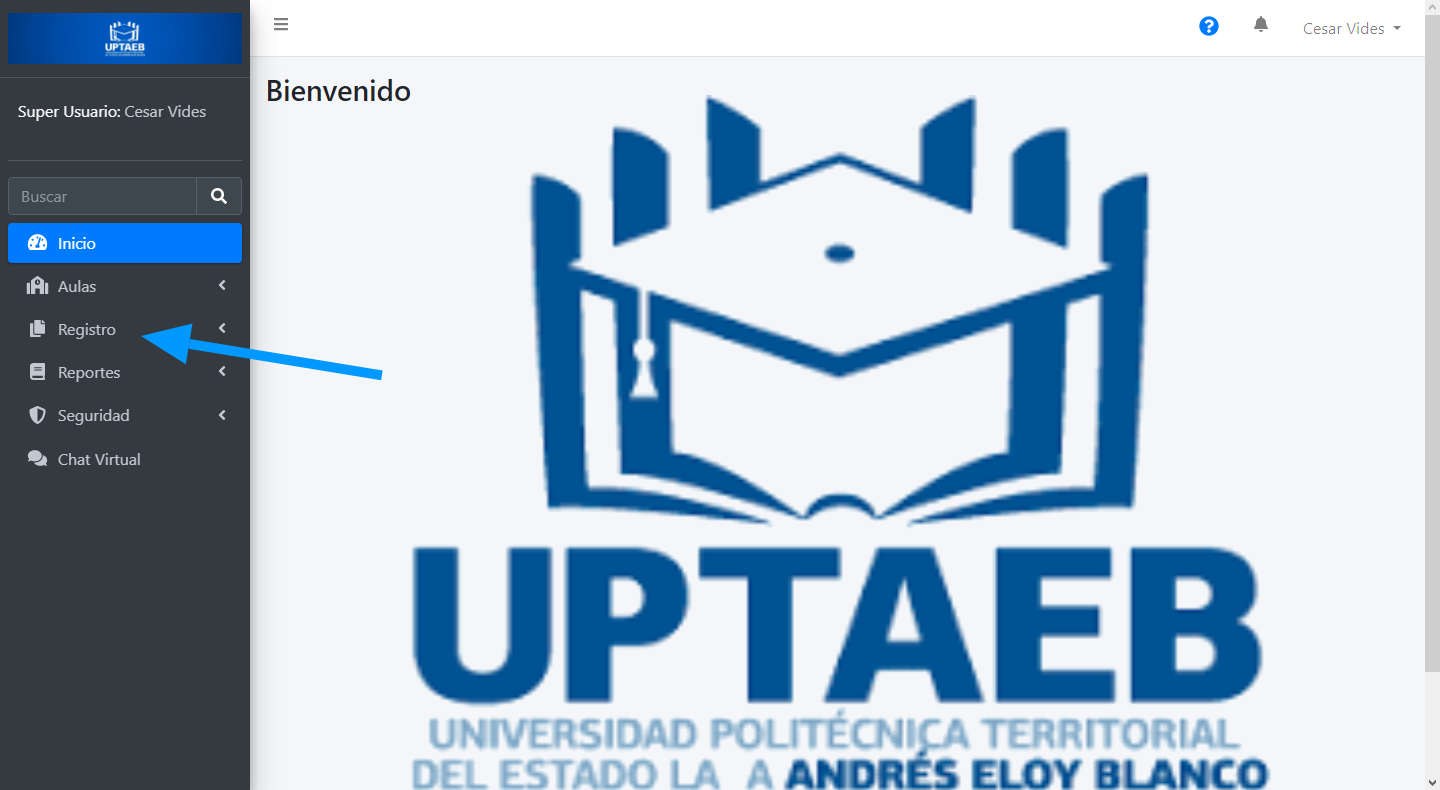 UPTAEB
Super Usuario: Cesar Vides
Buscar
Inicio
Aulas
Registro
Reportes
Seguridad
Chat Virtual
Cesar Vides
Bienvenido
UPTAEB
UNIVERSIDAD POLITÉCNICA TERRITORIAL
DEL ESTADO LA A ANDRÉS ELOY BLANCO